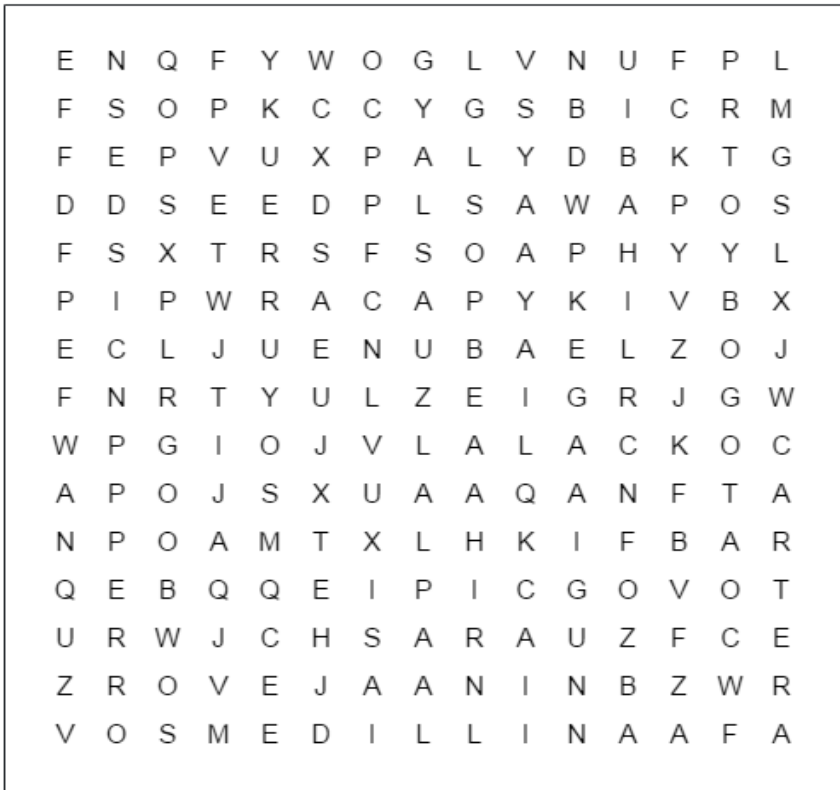 E N Q F Y W O G L V N U F P L
F S O P K C C Y G S B I C R M
F E P V U X P A L Y D B K T G
D D S E E D P L S A W A P O S
F S X T R S F S O A P H Y Y L
P I P W R A C A P Y K I V B X
E C L J U E N U B A E L Z O J
F N R T Y U L Z E I G R J G W
W P G I O J V L A L A C K O C
A P O J S X U A A Q A N F T A
N P O A M T X L H K I F B A R
Q E B Q Q E I P I C G O V O T
U R W J C H S A R A U Z F C E
Z R O V E J A A N I N B Z W R
V O S M E D I L L I N A A F A